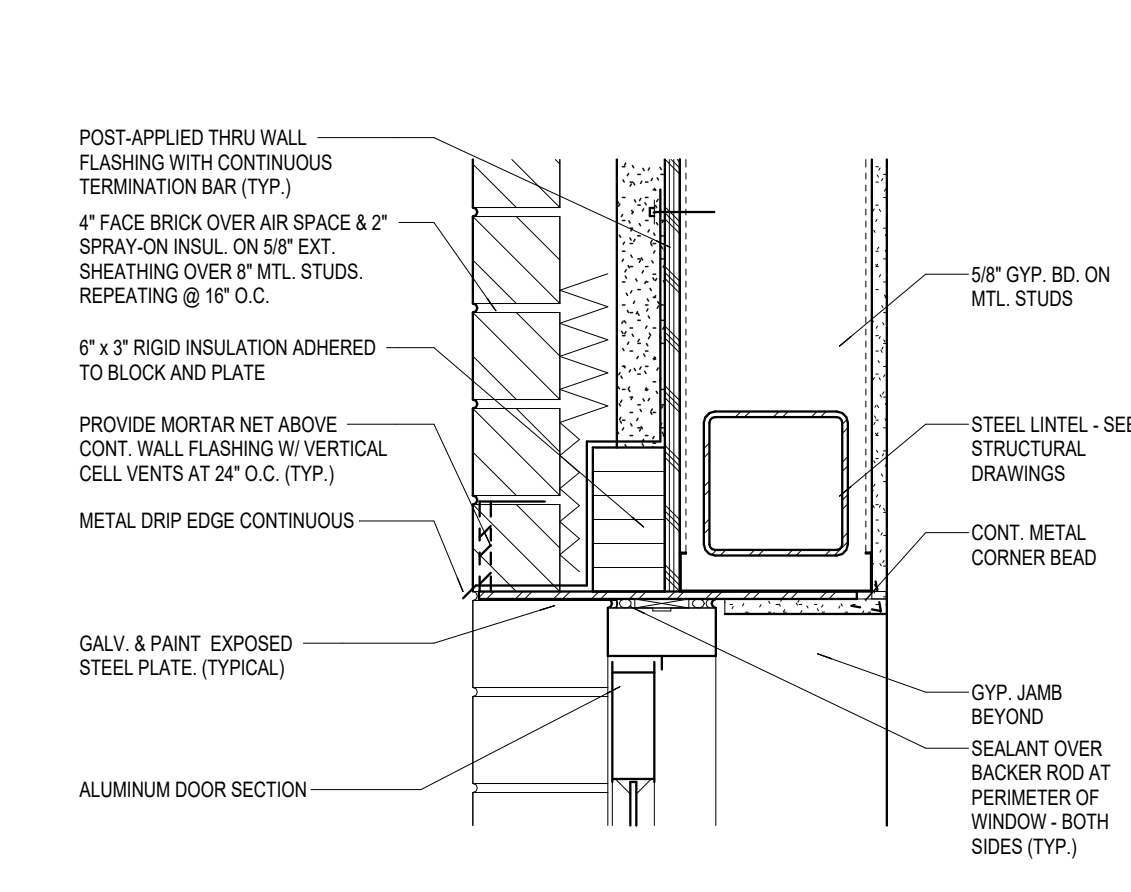 POST-APPLIED THRU WALL
FLASHING WITH CONTINUOUS
TERMINATION BAR (TYP.)
4" FACE BRICK OVER AIR SPACE & 2"
SPRAY-ON INSUL. ON 5/8" EXT.
SHEATHING OVER 8" MTL. STUDS.
REPEATING @ 16" O.C.
6" x 3" RIGID INSULATION ADHERED
TO BLOCK AND PLATE
PROVIDE MORTAR NET ABOVE
CONT. WALL FLASHING W/ VERTICAL
CELL VENTS AT 24" O.C. (TYP.)
METAL DRIP EDGE CONTINUOUS
GALV. & PAINT EXPOSED
STEEL PLATE. (TYPICAL)
ALUMINUM DOOR SECTION
5/8" GYP. BD. ON
MTL. STUDS
STEEL LINTEL - SEE
STRUCTURAL
DRAWINGS
CONT. METAL
CORNER BEAD
GYP. JAMB
BEYOND
SEALANT OVER
BACKER ROD AT
PERIMETER OF
WINDOW - BOTH
SIDES (TYP.)